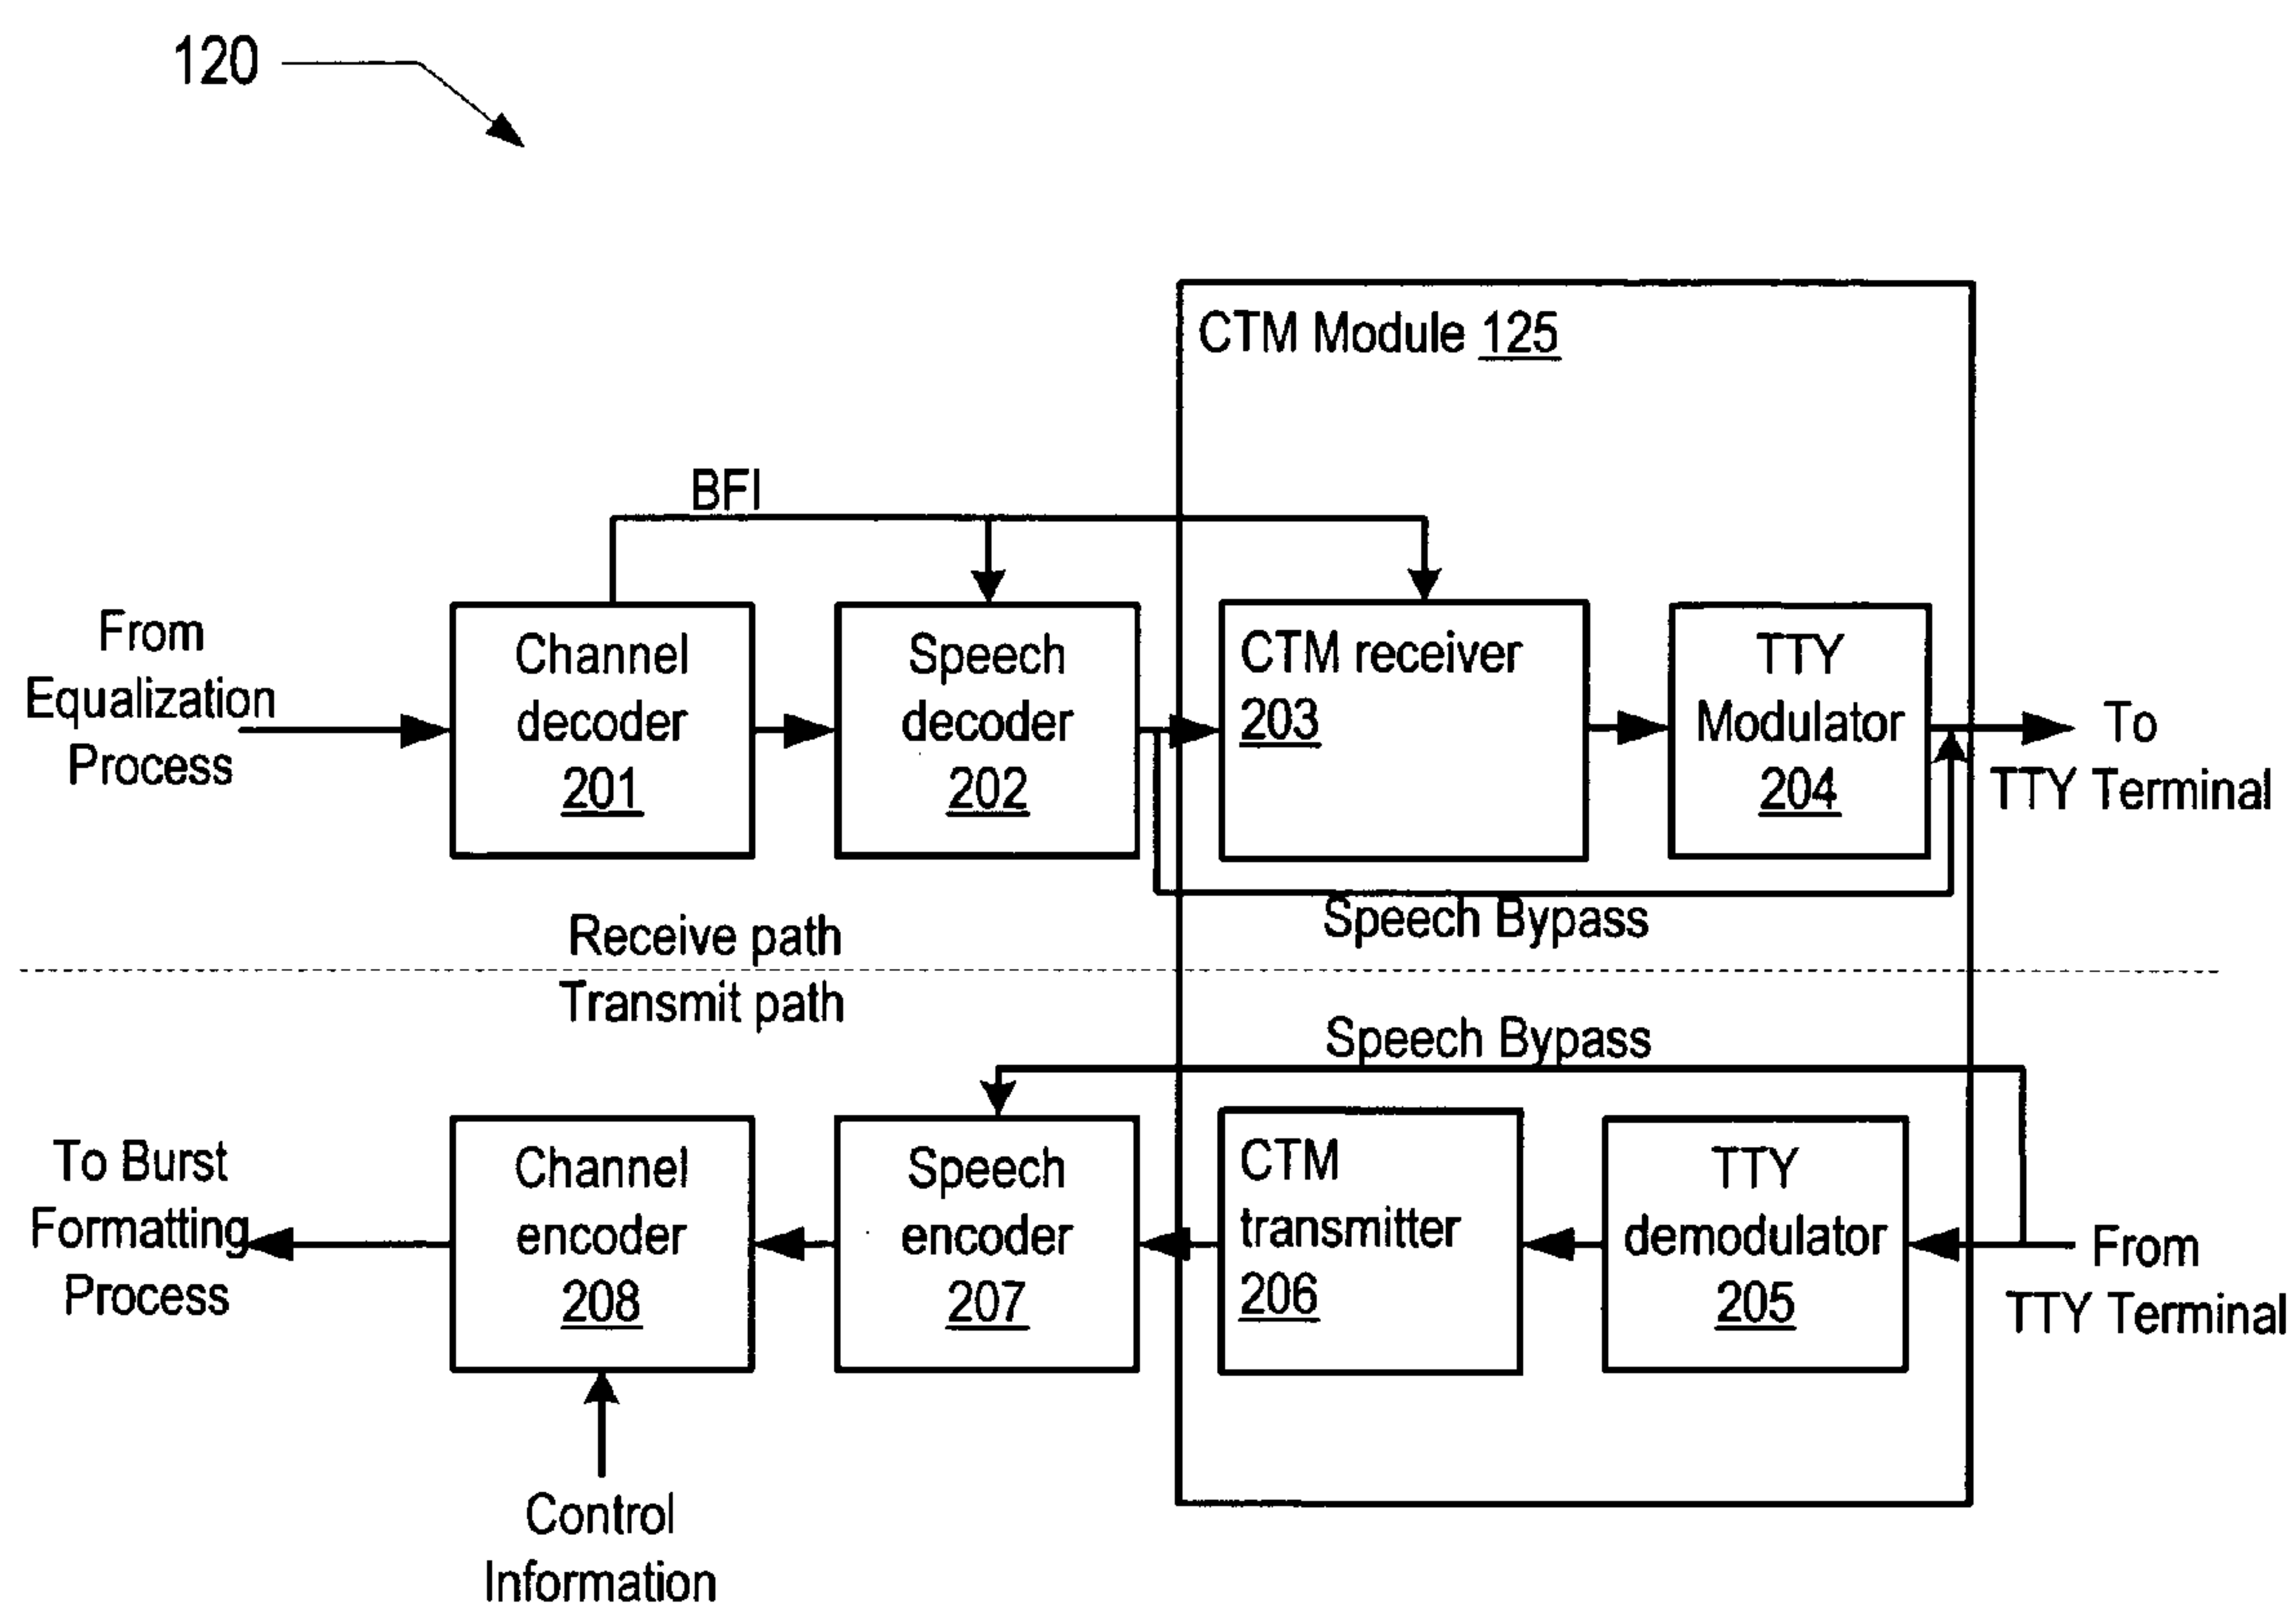 120
CTM Module 125
BFI
From
Equalization
Process
Channel
decoder
201
Speech
decoder
202
CTM receiver
203
TTY
Modulator
204
To
TTY Terminal
Speech Bypass
Receive path
Transmit path
Speech Bypass
To Burst
Formatting
Process
Channel
encoder
208
Speech
encoder
207
CTM
transmitter
206
TTY
demodulator
205
From
TTY Terminal
Control
Information